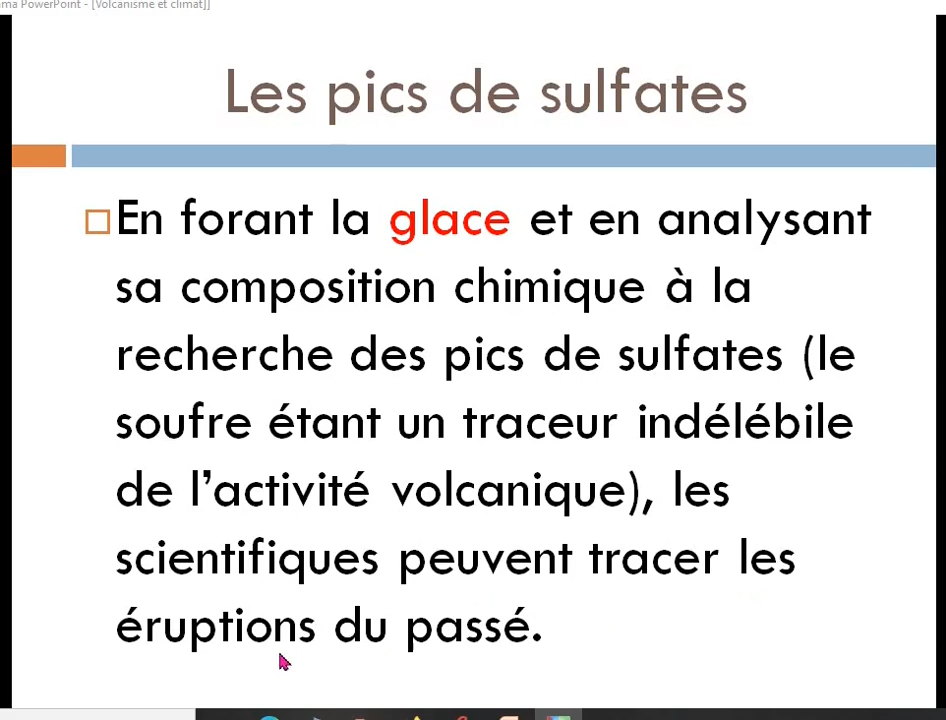 ma PowerPoint - [Volcanisme et climat]]
Les pics de sulfates
En forant la glace et en analysant
sa composition chimique à la
recherche des pics de sulfates (le
soufre étant un traceur indélébile
de l’activité volcanique), les
scientifiques peuvent tracer les
éruptions du passé.